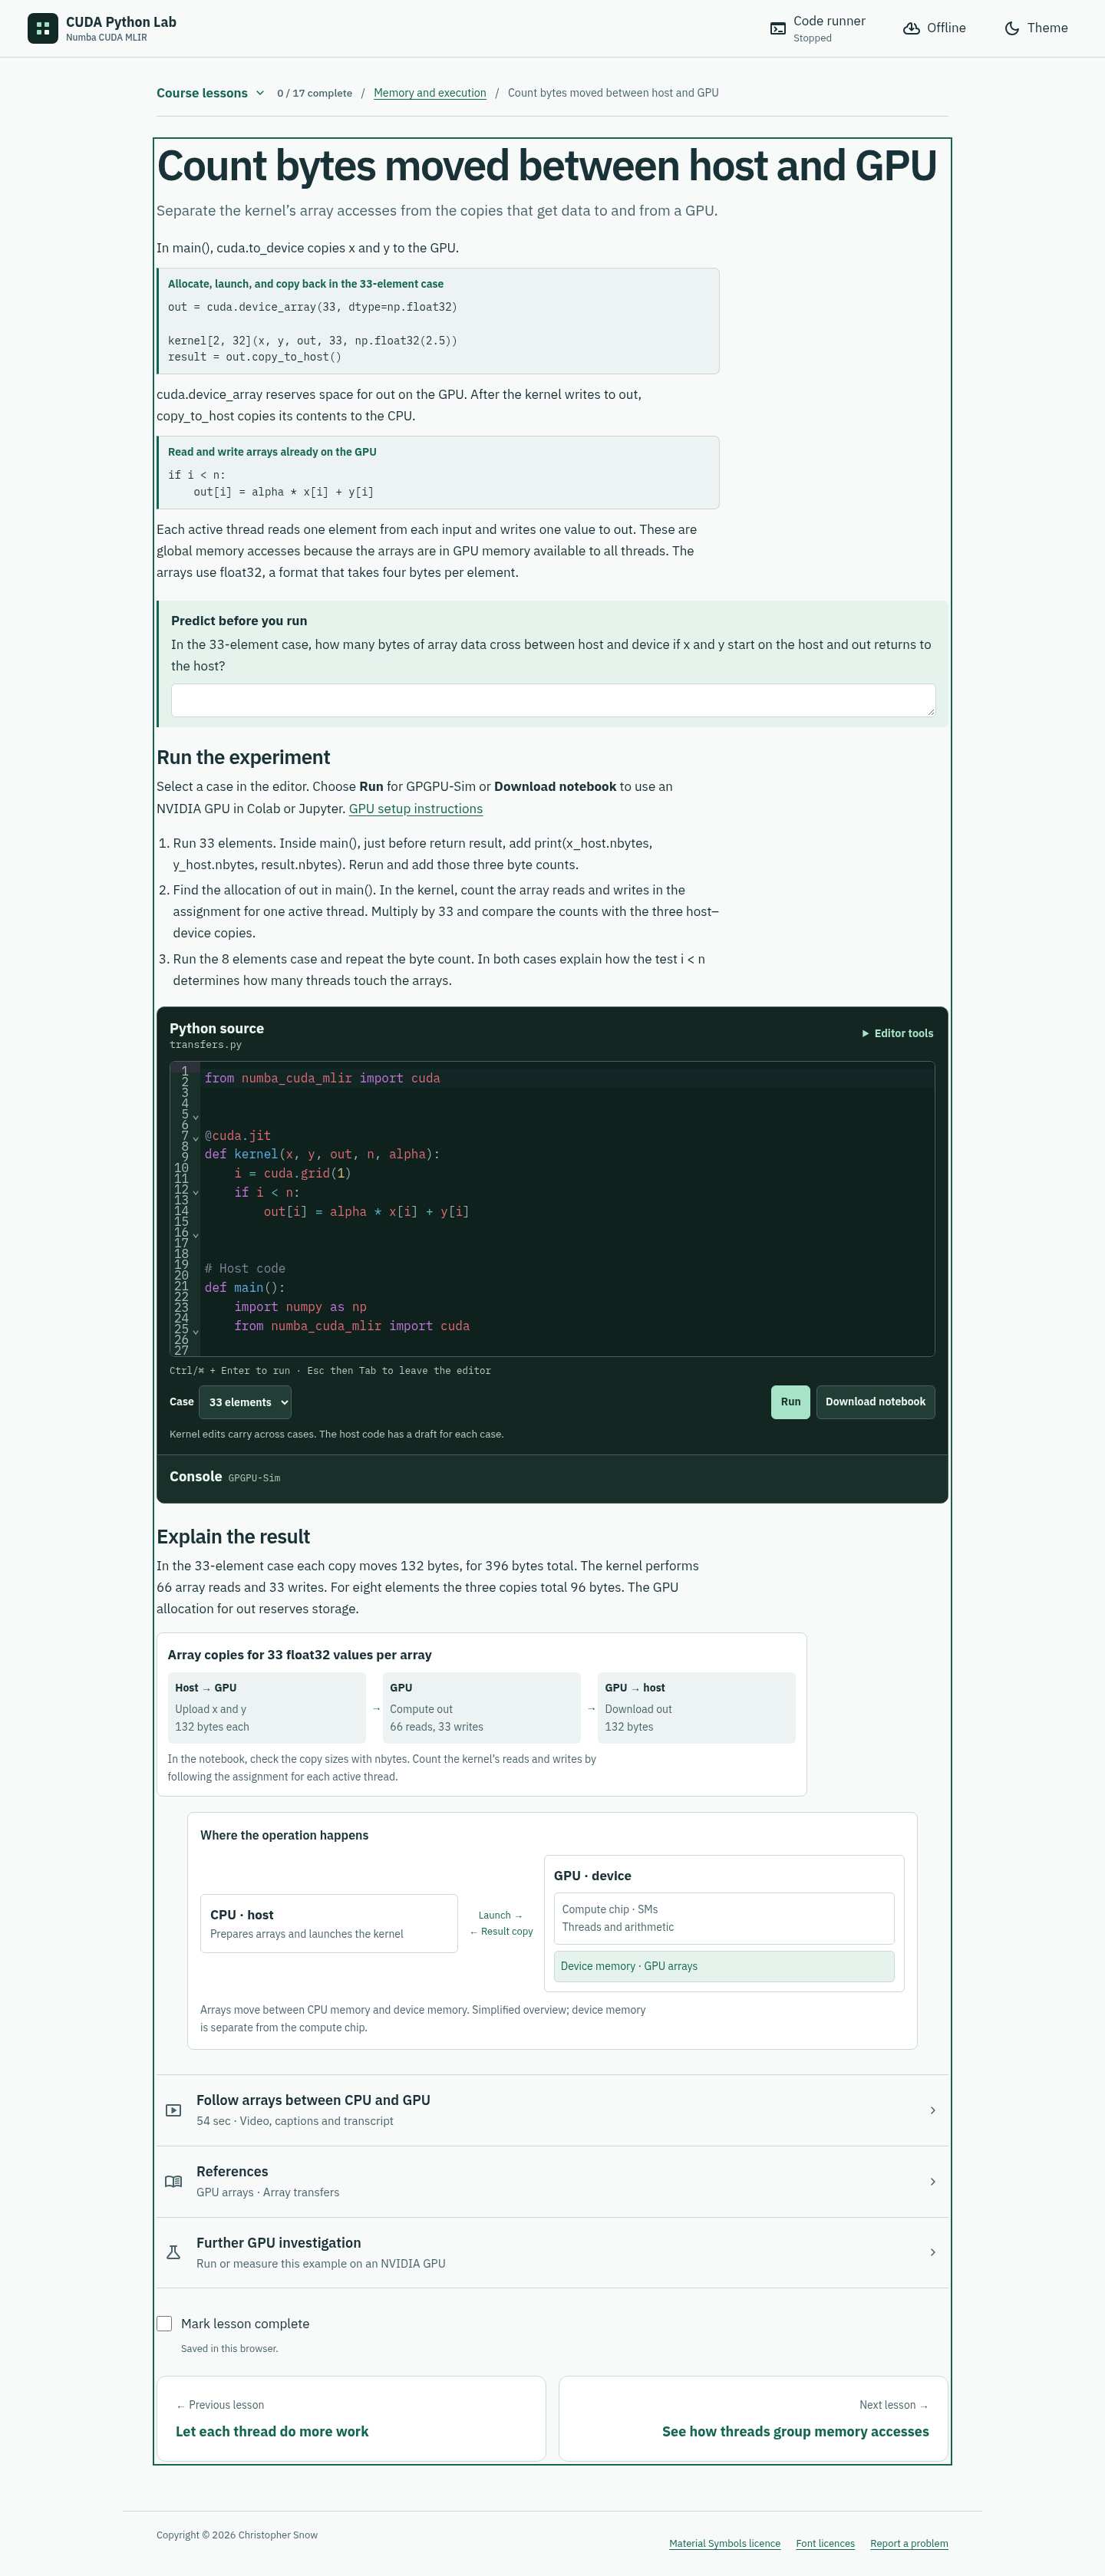 CUDA Python Lab
Numba CUDA MLIR
Code runner
Stopped
Offline
Theme
Course lessons 0 / 17 complete / Memory and execution / Count bytes moved between host and GPU
Count bytes moved between host and GPU
Separate the kernel’s array accesses from the copies that get data to and from a GPU.
In main(), cuda.to_device copies x and y to the GPU.
Allocate, launch, and copy back in the 33-element case
out = cuda.device_array(33, dtype=np.float32)
kernel[2, 32](x, y, out, 33, np.float32(2.5))
result = out.copy_to_host()
cuda.device_array reserves space for out on the GPU. After the kernel writes to out,
copy_to_host copies its contents to the CPU.
Read and write arrays already on the GPU
if i < n:
    out[i] = alpha * x[i] + y[i]
Each active thread reads one element from each input and writes one value to out. These are
global memory accesses because the arrays are in GPU memory available to all threads. The
arrays use float32, a format that takes four bytes per element.
Predict before you run
In the 33-element case, how many bytes of array data cross between host and device if x and y start on the host and out returns to
the host?
Run the experiment
Select a case in the editor. Choose Run for GPGPU-Sim or Download notebook to use an
NVIDIA GPU in Colab or Jupyter. GPU setup instructions
1. Run 33 elements. Inside main(), just before return result, add print(x_host.nbytes,
y_host.nbytes, result.nbytes). Rerun and add those three byte counts.
2. Find the allocation of out in main(). In the kernel, count the array reads and writes in the
assignment for one active thread. Multiply by 33 and compare the counts with the three host–
device copies.
3. Run the 8 elements case and repeat the byte count. In both cases explain how the test i < n
determines how many threads touch the arrays.
Python source
transfers.py
▶ Editor tools
1
2
3
4
5
6
7
8
9
10
11
12
13
14
15
16
17
18
19
20
21
22
23
24
25
26
27
from numba_cuda_mlir import cuda
@cuda.jit
def kernel(x, y, out, n, alpha):
    i = cuda.grid(1)
    if i < n:
        out[i] = alpha * x[i] + y[i]
# Host code
def main():
    import numpy as np
    from numba_cuda_mlir import cuda
Ctrl/⌘ + Enter to run · Esc then Tab to leave the editor
Case 33 elements
Run
Download notebook
Kernel edits carry across cases. The host code has a draft for each case.
Console GPGPU-Sim
Explain the result
In the 33-element case each copy moves 132 bytes, for 396 bytes total. The kernel performs
66 array reads and 33 writes. For eight elements the three copies total 96 bytes. The GPU
allocation for out reserves storage.
Array copies for 33 float32 values per array
Host → GPU
Upload x and y
132 bytes each
→
GPU
Compute out
66 reads, 33 writes
→
GPU → host
Download out
132 bytes
In the notebook, check the copy sizes with nbytes. Count the kernel’s reads and writes by
following the assignment for each active thread.
Where the operation happens
CPU · host
Prepares arrays and launches the kernel
Launch →
← Result copy
GPU · device
Compute chip · SMs
Threads and arithmetic
Device memory · GPU arrays
Arrays move between CPU memory and device memory. Simplified overview; device memory
is separate from the compute chip.
Follow arrays between CPU and GPU
54 sec · Video, captions and transcript
References
GPU arrays · Array transfers
Further GPU investigation
Run or measure this example on an NVIDIA GPU
Mark lesson complete
Saved in this browser.
← Previous lesson
Let each thread do more work
Next lesson →
See how threads group memory accesses
Copyright © 2026 Christopher Snow
Material Symbols licence
Font licences
Report a problem